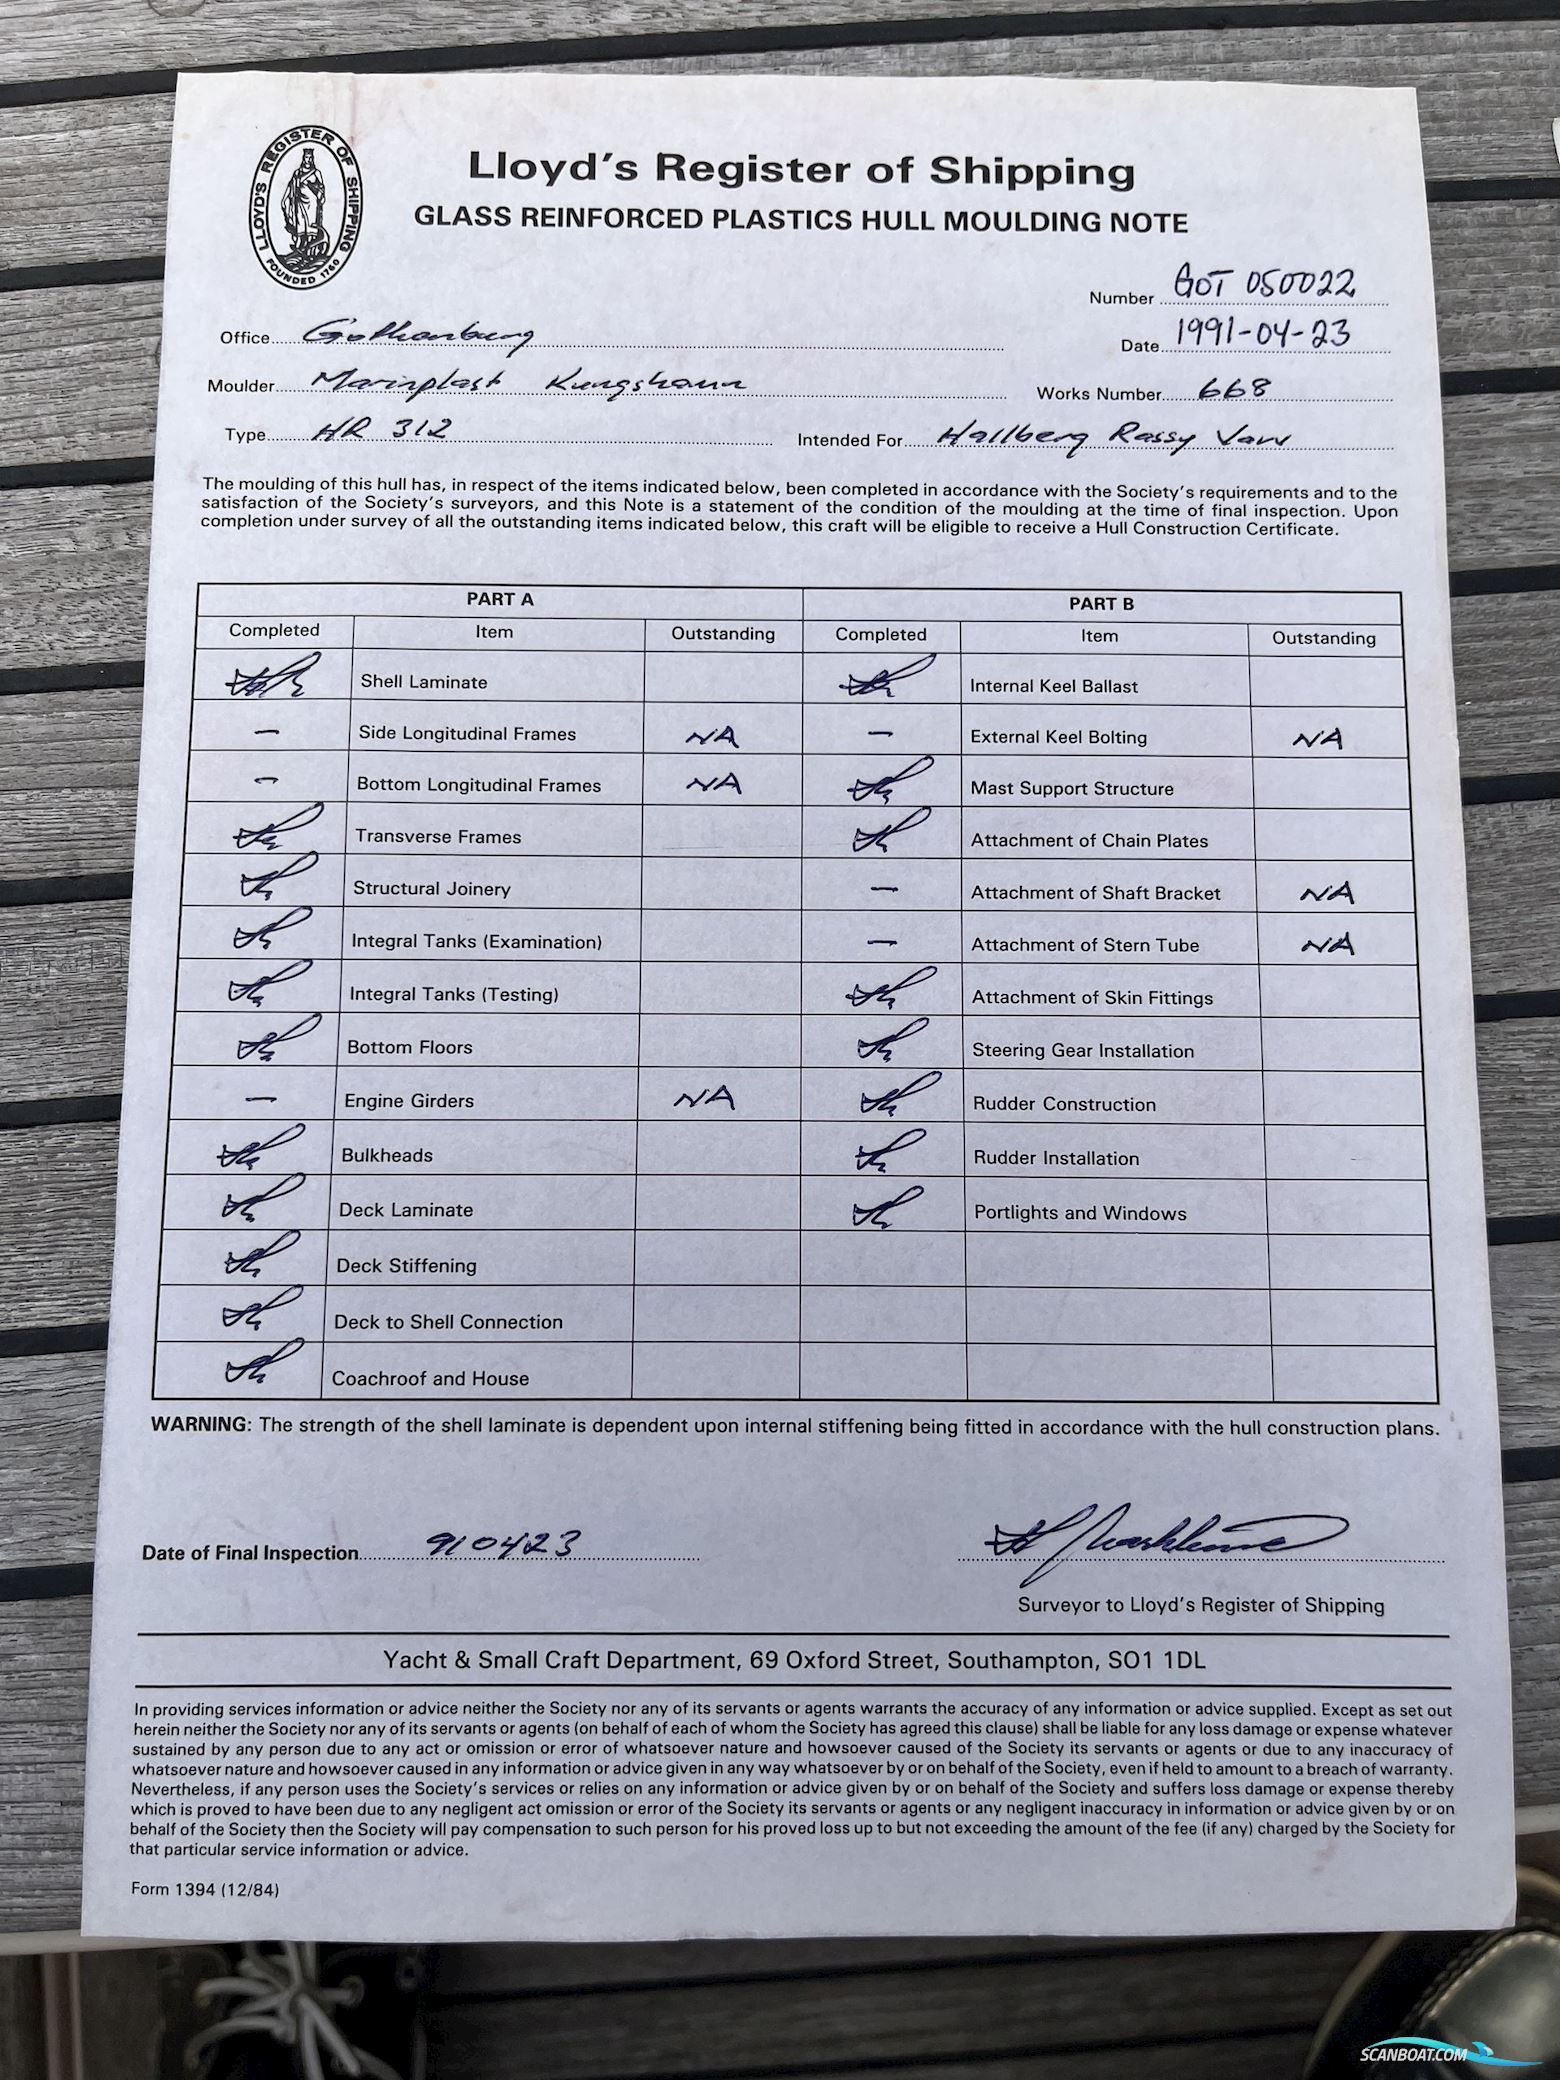 LLOYD'S REGISTER OF SHIPPING
FOUNDED 1760
Lloyd's Register of Shipping
GLASS REINFORCED PLASTICS HULL MOULDING NOTE
Number GOT 050022
Office Gothenburg
Date 1991-04-23
Moulder Marinplast Kungshamn
Works Number 668
Type HR 312
Intended For Hallberg Rassy Varv
The moulding of this hull has, in respect of the items indicated below, been completed in accordance with the Society's requirements and to the
satisfaction of the Society's surveyors, and this Note is a statement of the condition of the moulding at the time of final inspection. Upon
completion under survey of all the outstanding items indicated below, this craft will be eligible to receive a Hull Construction Certificate.
PART A PART B
Completed Item Outstanding Completed Item Outstanding
Shell Laminate Internal Keel Ballast
— Side Longitudinal Frames NA — External Keel Bolting NA
— Bottom Longitudinal Frames NA Mast Support Structure
Transverse Frames Attachment of Chain Plates
Structural Joinery — Attachment of Shaft Bracket NA
Integral Tanks (Examination) — Attachment of Stern Tube NA
Integral Tanks (Testing) Attachment of Skin Fittings
Bottom Floors Steering Gear Installation
— Engine Girders NA Rudder Construction
Bulkheads Rudder Installation
Deck Laminate Portlights and Windows
Deck Stiffening
Deck to Shell Connection
Coachroof and House
WARNING: The strength of the shell laminate is dependent upon internal stiffening being fitted in accordance with the hull construction plans.
Date of Final Inspection 910423
Surveyor to Lloyd's Register of Shipping
Yacht & Small Craft Department, 69 Oxford Street, Southampton, SO1 1DL
In providing services information or advice neither the Society nor any of its servants or agents warrants the accuracy of any information or advice supplied. Except as set out
herein neither the Society nor any of its servants or agents (on behalf of each of whom the Society has agreed this clause) shall be liable for any loss damage or expense whatever
sustained by any person due to any act or omission or error of whatsoever nature and howsoever caused of the Society its servants or agents or due to any inaccuracy of
whatsoever nature and howsoever caused in any information or advice given in any way whatsoever by or on behalf of the Society, even if held to amount to a breach of warranty.
Nevertheless, if any person uses the Society's services or relies on any information or advice given by or on behalf of the Society and suffers loss damage or expense thereby
which is proved to have been due to any negligent act omission or error of the Society its servants or agents or any negligent inaccuracy in information or advice given by or on
behalf of the Society then the Society will pay compensation to such person for his proved loss up to but not exceeding the amount of the fee (if any) charged by the Society for
that particular service information or advice.
Form 1394 (12/84)
SCANBOAT.COM